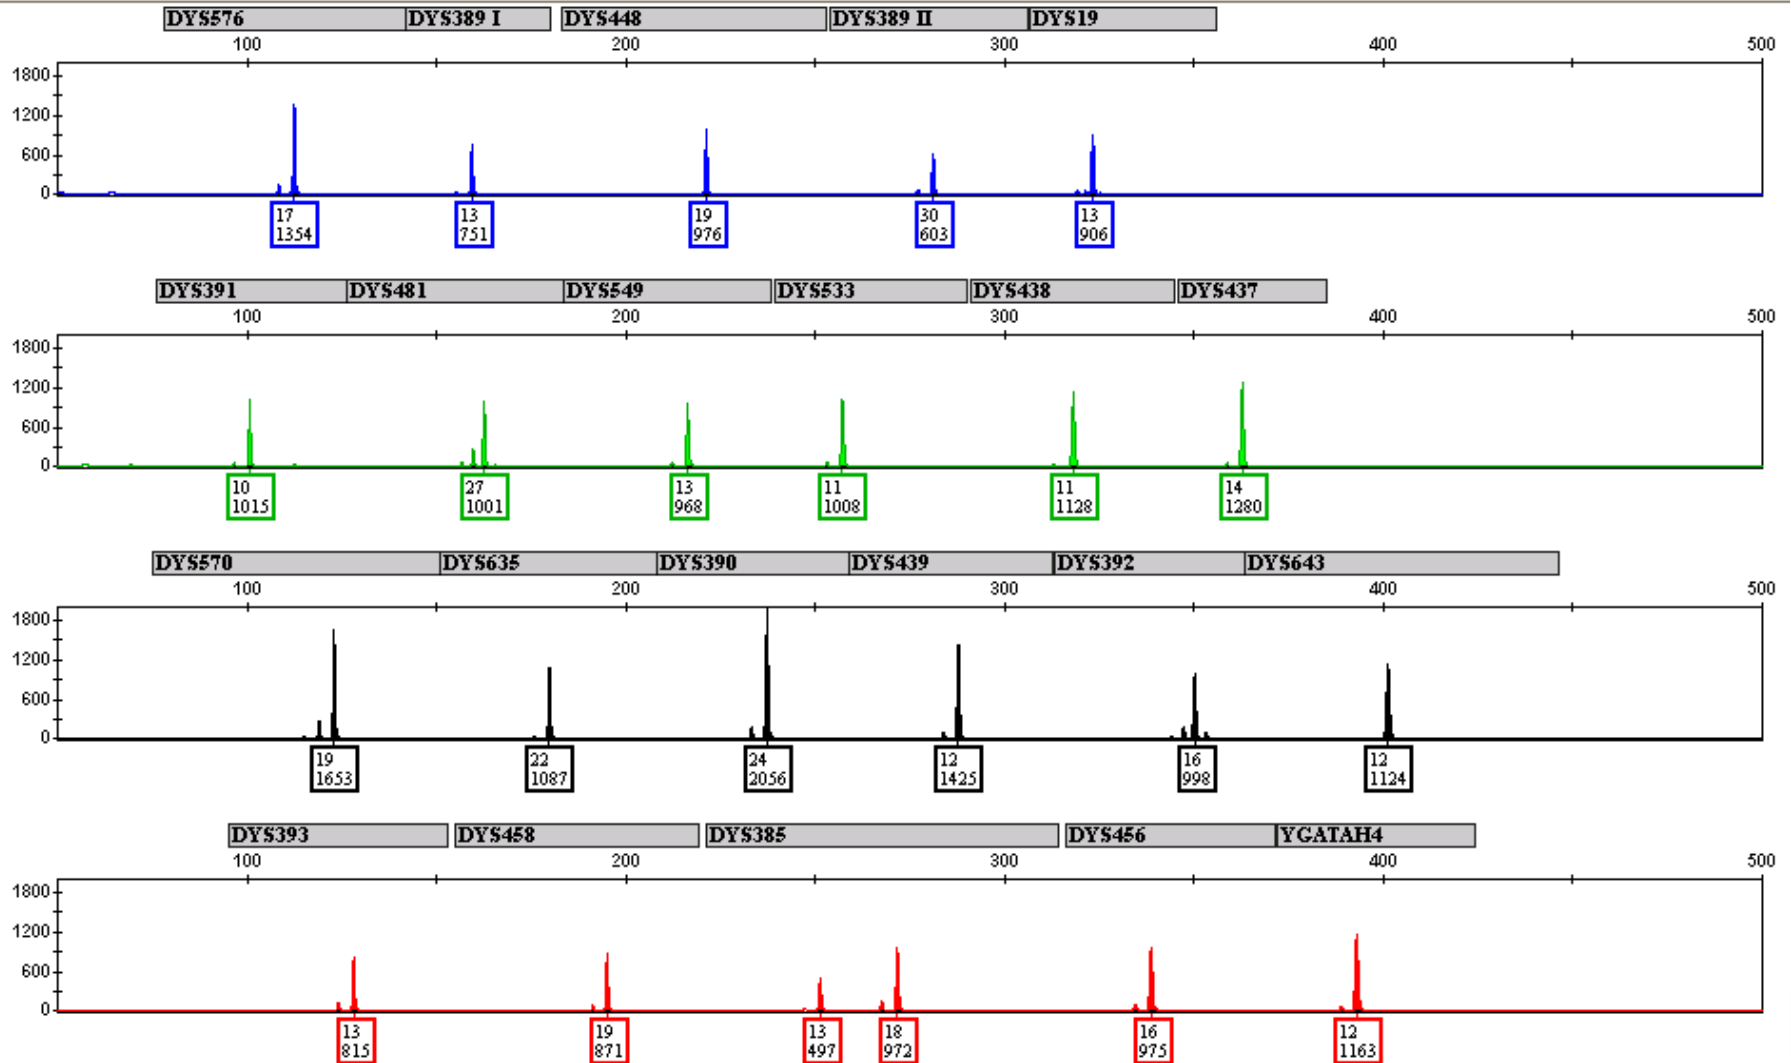 DYS576 DYS389 I DYS448 DYS389 II DYS19
100 200 300 400 500
1800
1200
600
0
17 13 19 30 13
1354 751 976 603 906
DYS391 DYS481 DYS549 DYS533 DYS438 DYS437
100 200 300 400 500
1800
1200
600
0
10 27 13 11 11 14
1015 1001 968 1008 1128 1280
DYS570 DYS635 DYS390 DYS439 DYS392 DYS643
100 200 300 400 500
1800
1200
600
0
19 22 24 12 16 12
1653 1087 2056 1425 998 1124
DYS393 DYS458 DYS385 DYS456 YGATAH4
100 200 300 400 500
1800
1200
600
0
13 19 13 18 16 12
815 871 497 972 975 1163